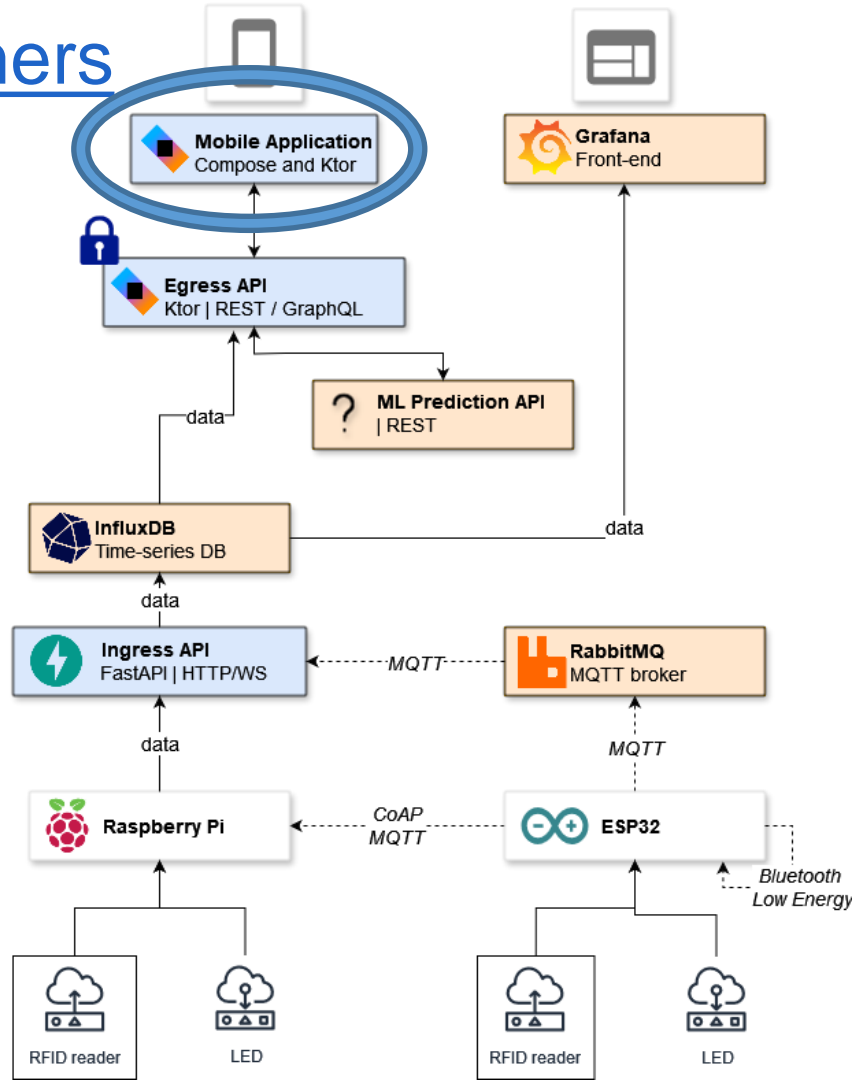 ners
Mobile Application
Compose and Ktor
Grafana
Front-end
Egress API
Ktor | REST / GraphQL
data
?
ML Prediction API
| REST
InfluxDB
Time-series DB
data
data
Ingress API
FastAPI | HTTP/WS
MQTT
RabbitMQ
MQTT broker
data
MQTT
Raspberry Pi
CoAP
MQTT
ESP32
Bluetooth
Low Energy
RFID reader
LED
RFID reader
LED